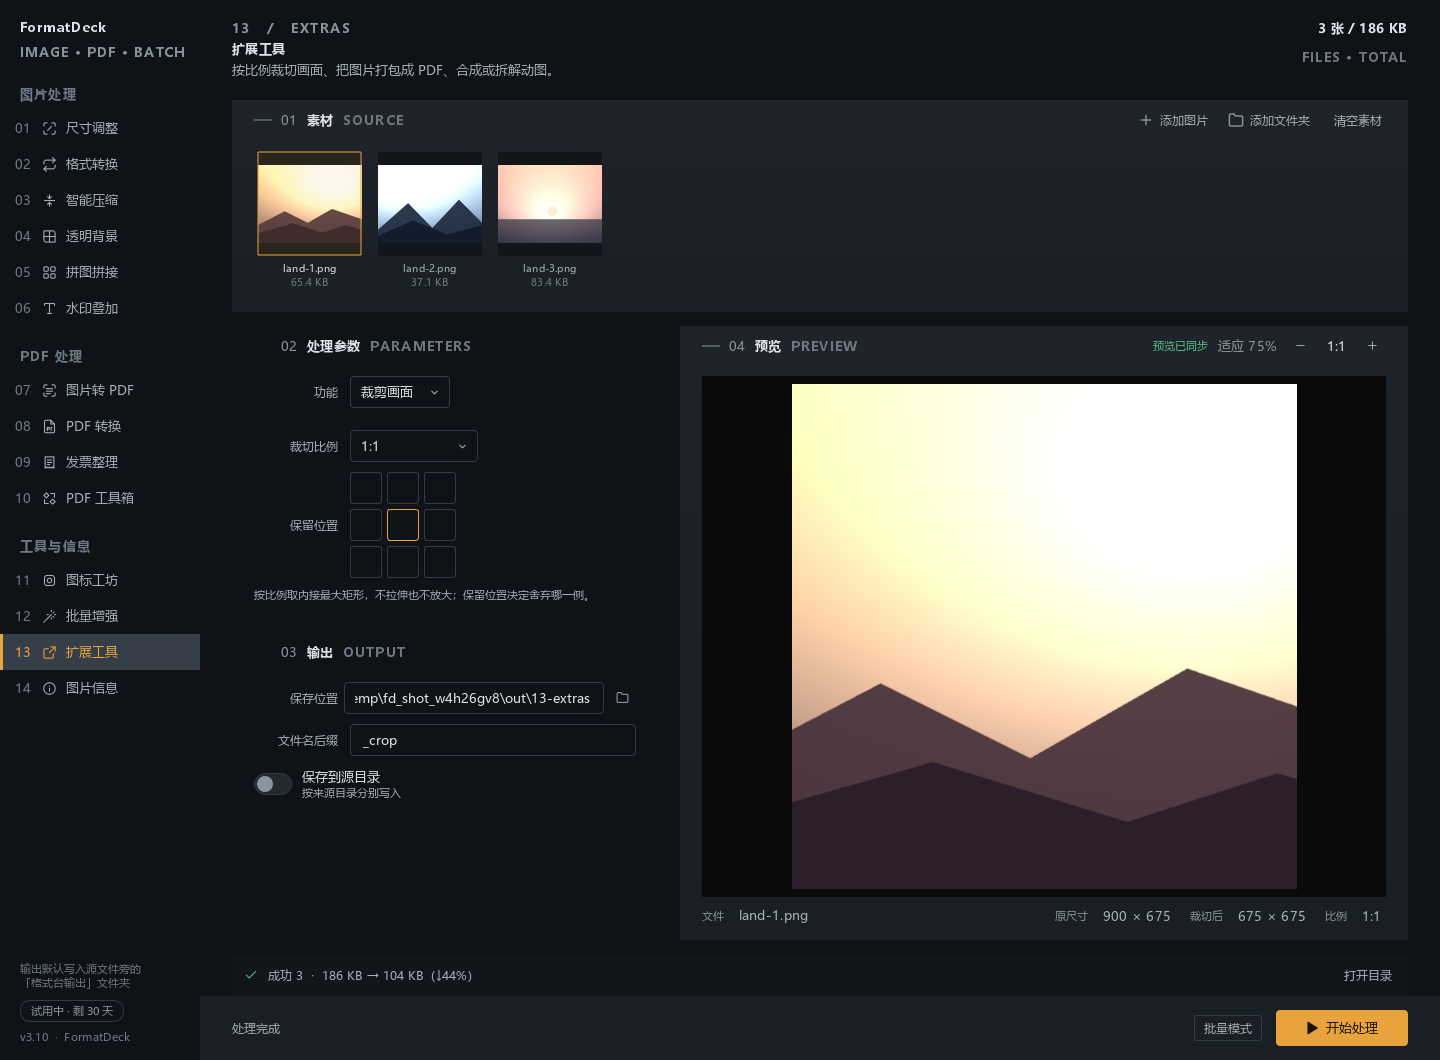 FormatDeck
IMAGE • PDF • BATCH
图片处理
01 尺寸调整
02 格式转换
03 智能压缩
04 透明背景
05 拼图拼接
06 水印叠加
PDF 处理
07 图片转 PDF
08 PDF 转换
09 发票整理
10 PDF 工具箱
工具与信息
11 图标工坊
12 批量增强
13 扩展工具
14 图片信息
输出默认写入源文件旁的
「格式台输出」文件夹
试用中 · 剩 30 天
v3.10 · FormatDeck
13 / EXTRAS
扩展工具
按比例裁切画面、把图片打包成 PDF、合成或拆解动图。
3 张 / 186 KB
FILES • TOTAL
01 素材 SOURCE
添加图片 添加文件夹 清空素材
land-1.png land-2.png land-3.png
65.4 KB 37.1 KB 83.4 KB
02 处理参数 PARAMETERS
功能 裁剪画面
裁切比例 1:1
保留位置
按比例取内接最大矩形，不拉伸也不放大；保留位置决定舍弃哪一侧。
03 输出 OUTPUT
保存位置 emp\fd_shot_w4h26gv8\out\13-extras
文件名后缀 _crop
保存到源目录
按来源目录分别写入
04 预览 PREVIEW
预览已同步 适应 75% − 1:1 +
文件 land-1.png 原尺寸 900 × 675 裁切后 675 × 675 比例 1:1
成功 3 · 186 KB → 104 KB（↓44%） 打开目录
处理完成 批量模式 ▶ 开始处理